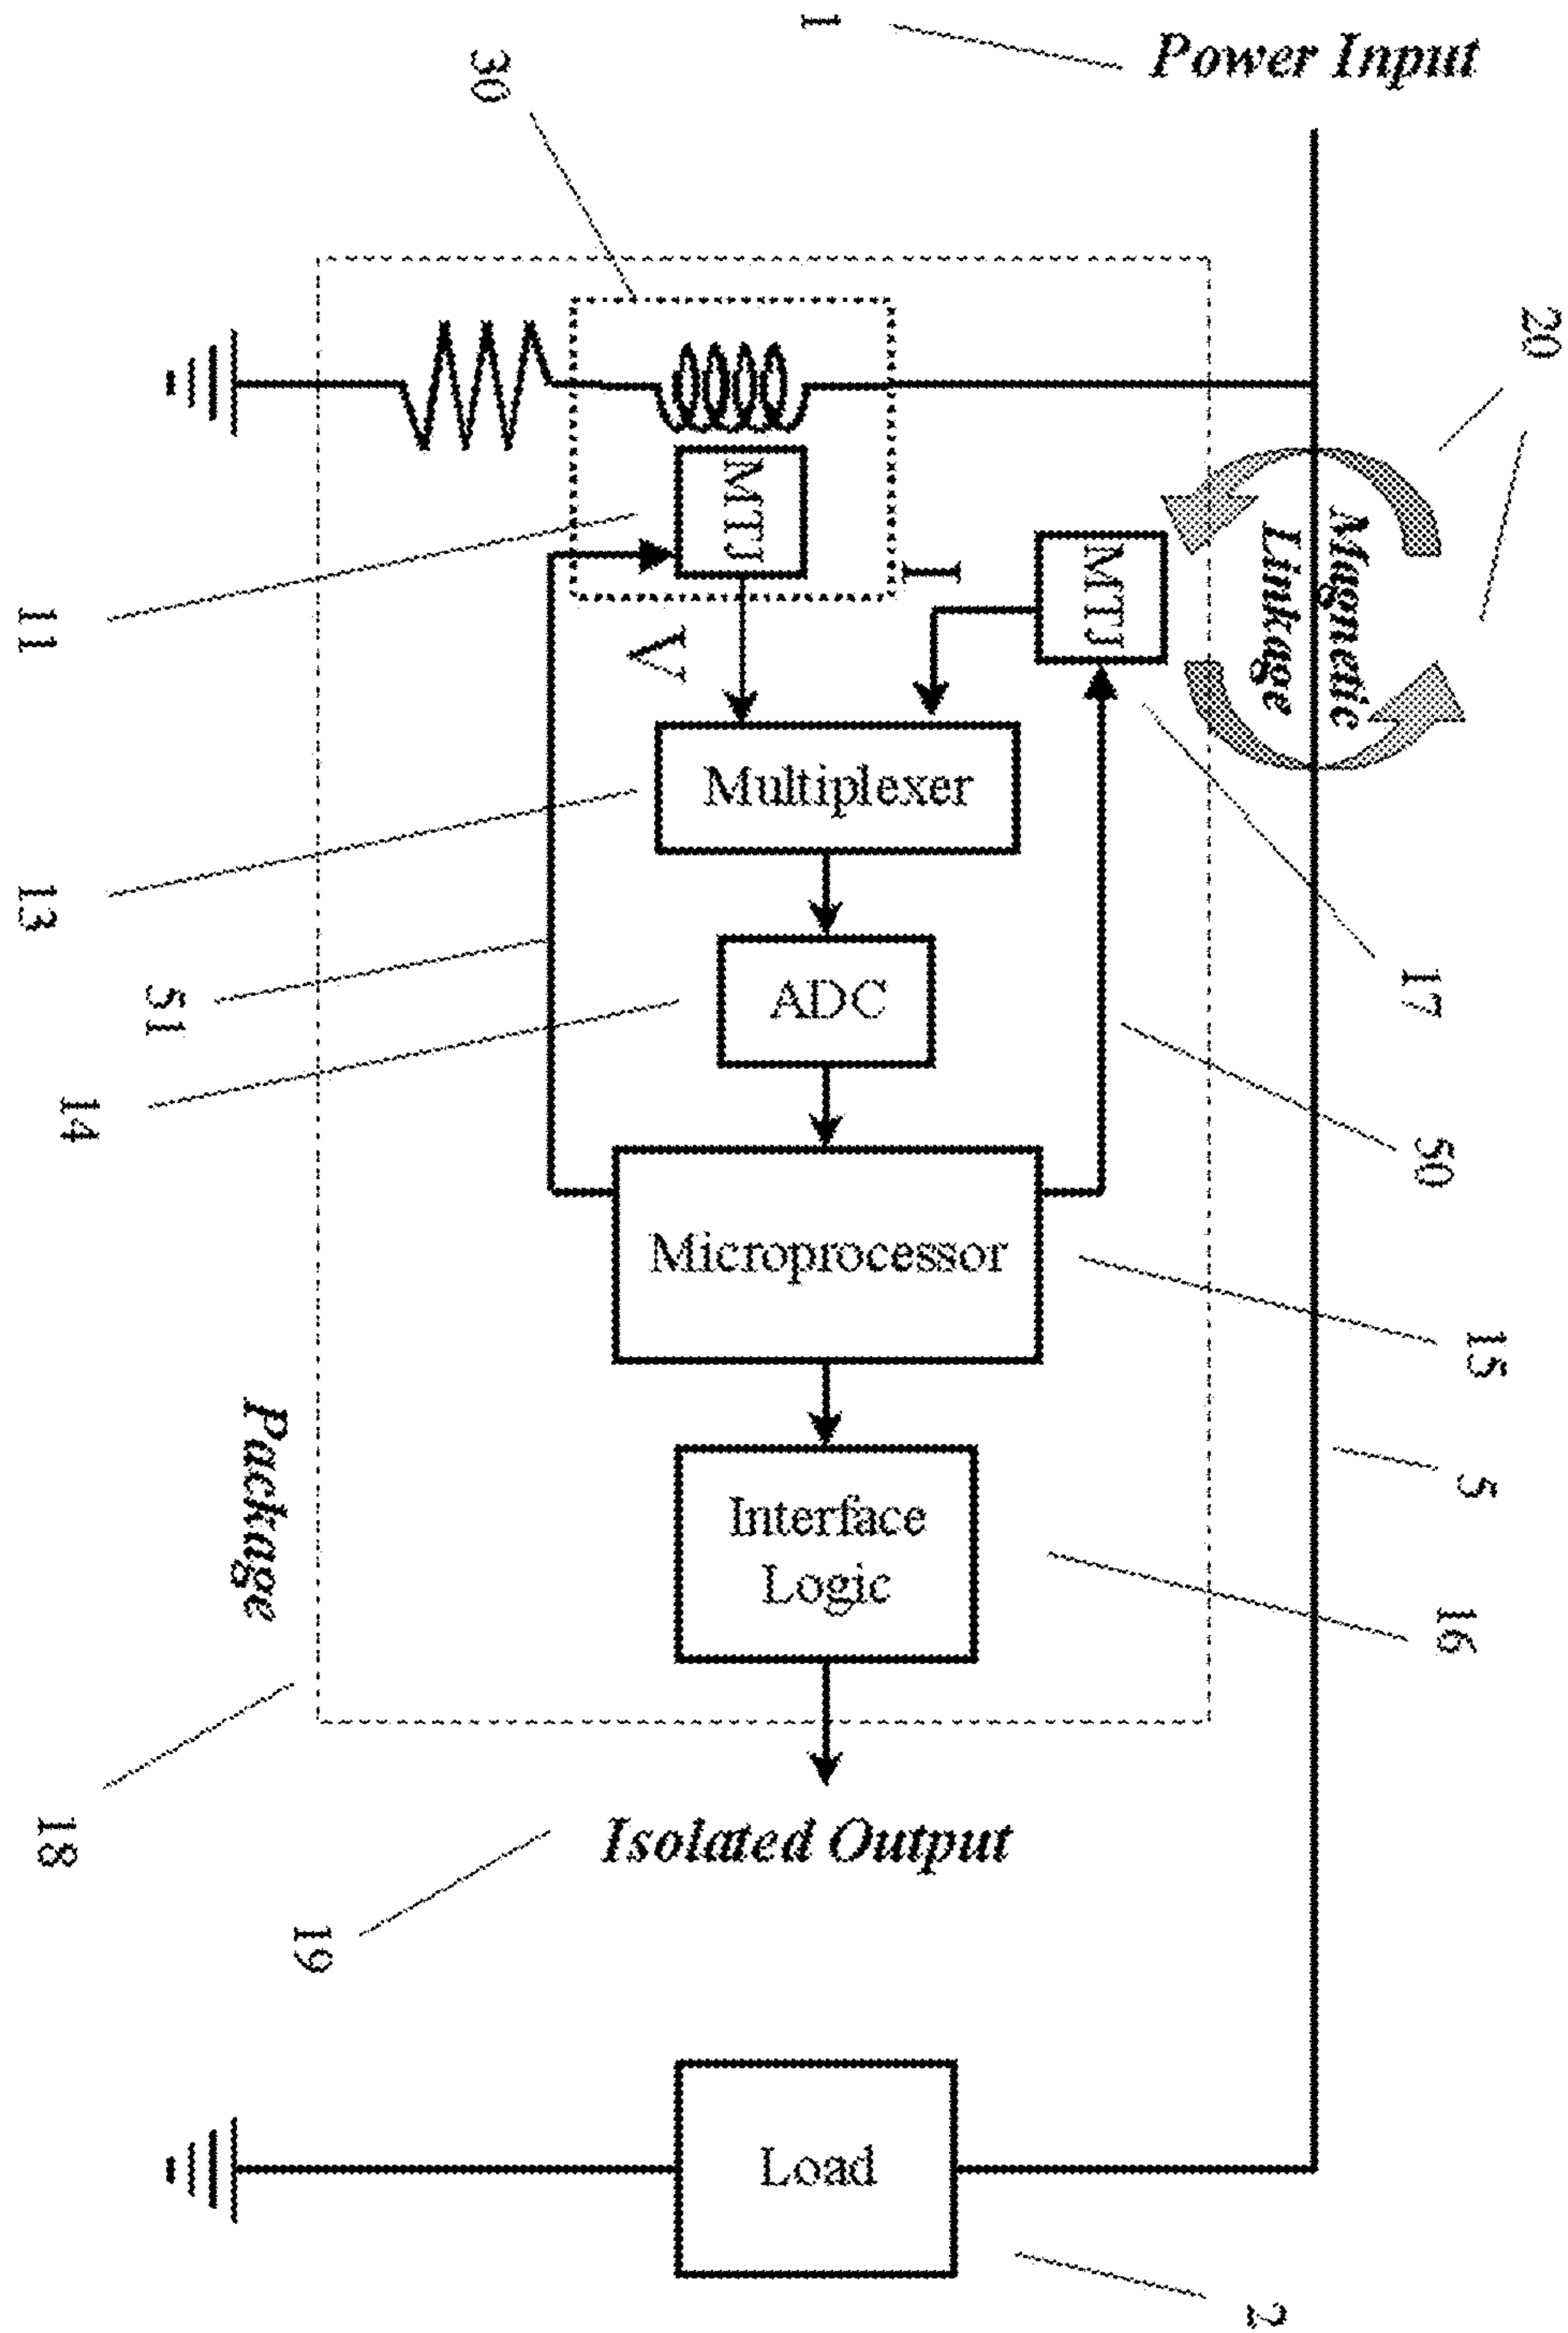 1
Power Input
30
20
Magnetic
Linkage
MTJ
I
MTJ
V
11
Multiplexer
13
17
ADC
51
14
50
Microprocessor
15
5
Package
Interface
Logic
16
18
Isolated Output
19
Load
2